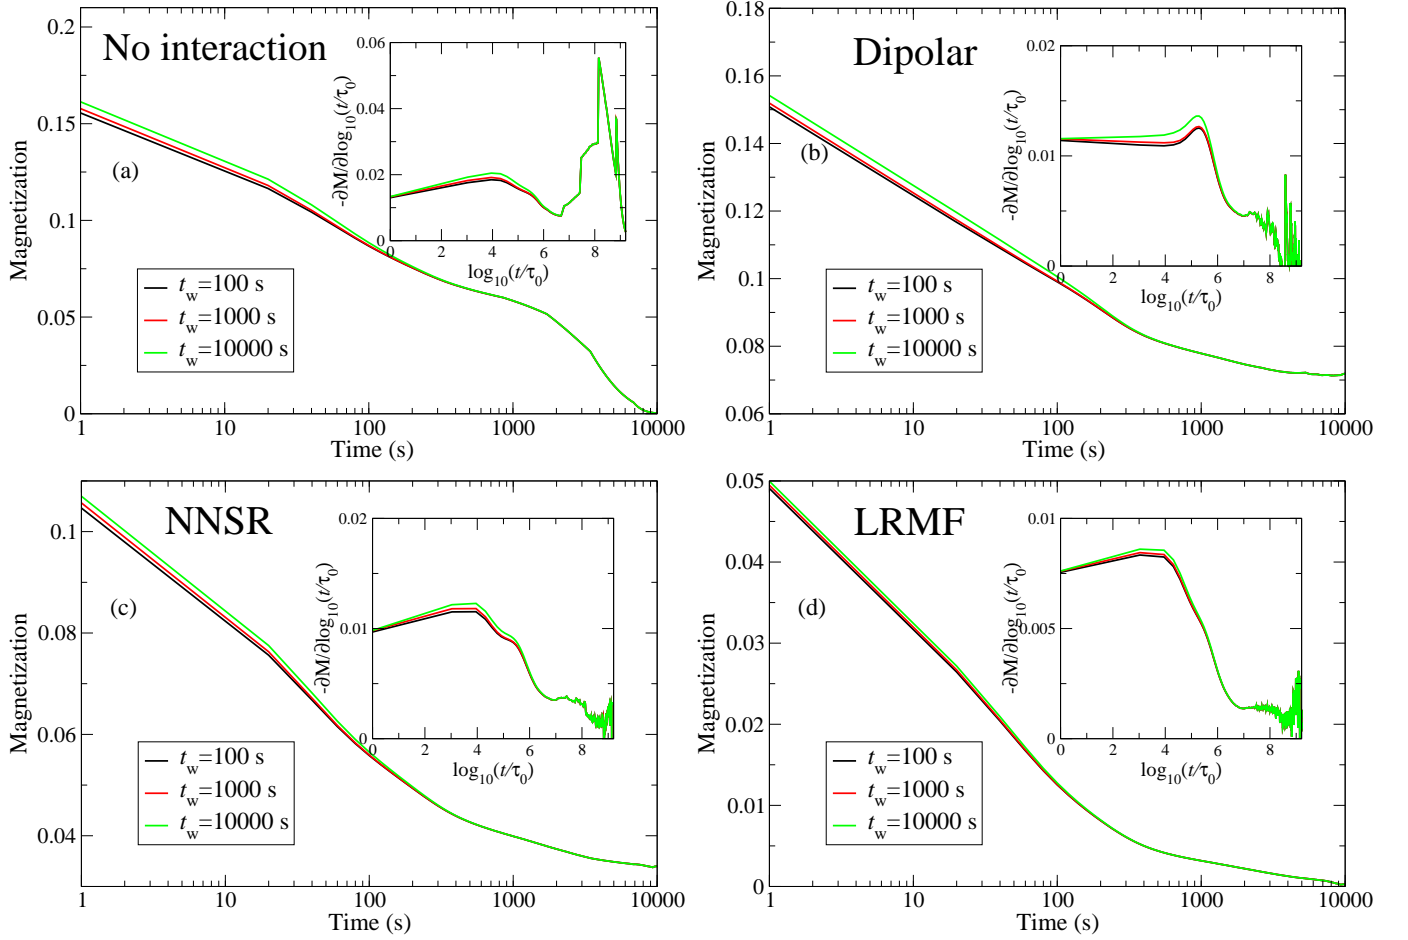 No interaction
(a)
Magnetization
0.2
0.15
0.1
0.05
0
1 10 100 1000 10000
Time (s)
t_w=100 s
t_w=1000 s
t_w=10000 s
-∂M/∂log10(t/τ0)
0.06
0.04
0.02
0
0 2 4 6 8
log10(t/τ0)
Dipolar
(b)
Magnetization
0.18
0.16
0.14
0.12
0.1
0.08
0.06
1 10 100 1000 10000
Time (s)
t_w=100 s
t_w=1000 s
t_w=10000 s
-∂M/∂log10(t/τ0)
0.02
0.01
0
0 2 4 6 8
log10(t/τ0)
NNSR
(c)
Magnetization
0.1
0.08
0.06
0.04
1 10 100 1000 10000
Time (s)
t_w=100 s
t_w=1000 s
t_w=10000 s
-∂M/∂log10(t/τ0)
0.02
0.01
0
0 2 4 6 8
log10(t/τ0)
LRMF
(d)
Magnetization
0.05
0.04
0.03
0.02
0.01
0
1 10 100 1000 10000
Time (s)
t_w=100 s
t_w=1000 s
t_w=10000 s
-∂M/∂log10(t/τ0)
0.01
0.005
0
0 2 4 6 8
log10(t/τ0)